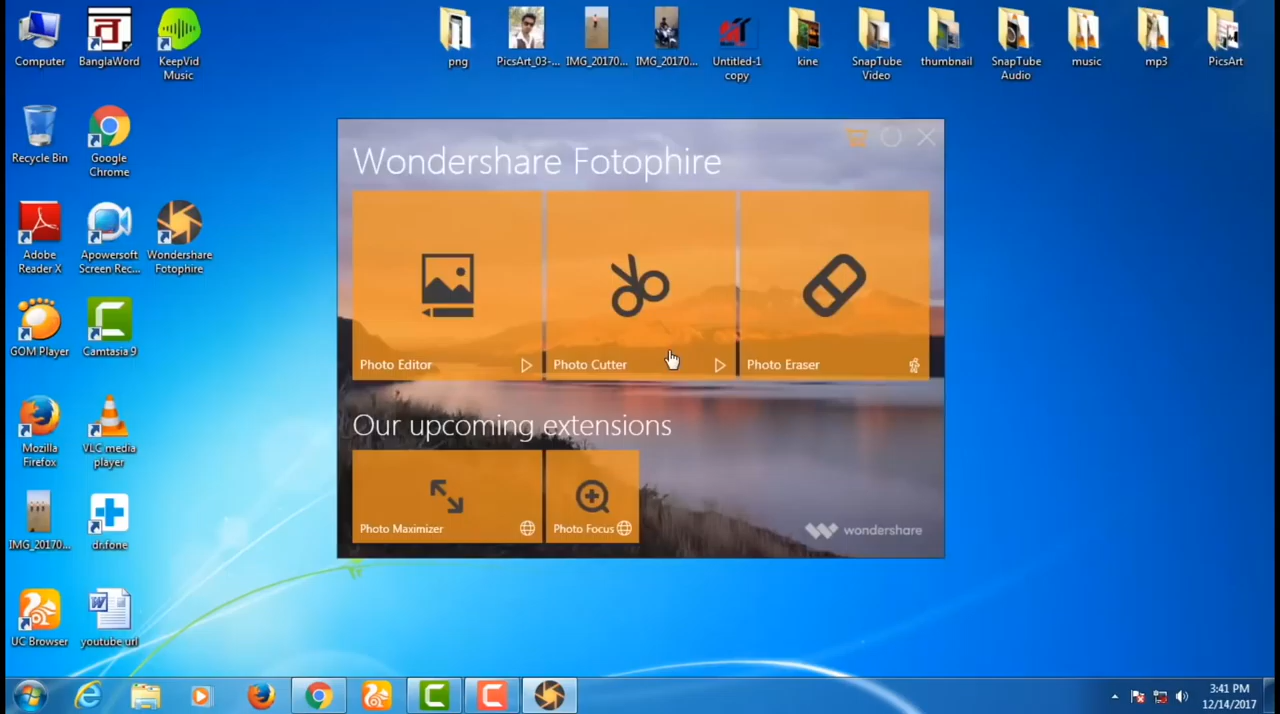 Computer
BanglaWord
KeepVid
Music
png
PicsArt_03-...
IMG_20170...
IMG_20170...
Untitled-1
copy
kine
SnapTube
Video
thumbnail
SnapTube
Audio
music
mp3
PicsArt
Recycle Bin
Google
Chrome
Adobe
Reader X
Apowersoft
Screen Rec...
Wondershare
Fotophire
GOM Player
Camtasia 9
Mozilla
Firefox
VLC media
player
IMG_20170...
dr.fone
UC Browser
youtube url
Wondershare Fotophire
Photo Editor
Photo Cutter
Photo Eraser
Our upcoming extensions
Photo Maximizer
Photo Focus
wondershare
3:41 PM
12/14/2017